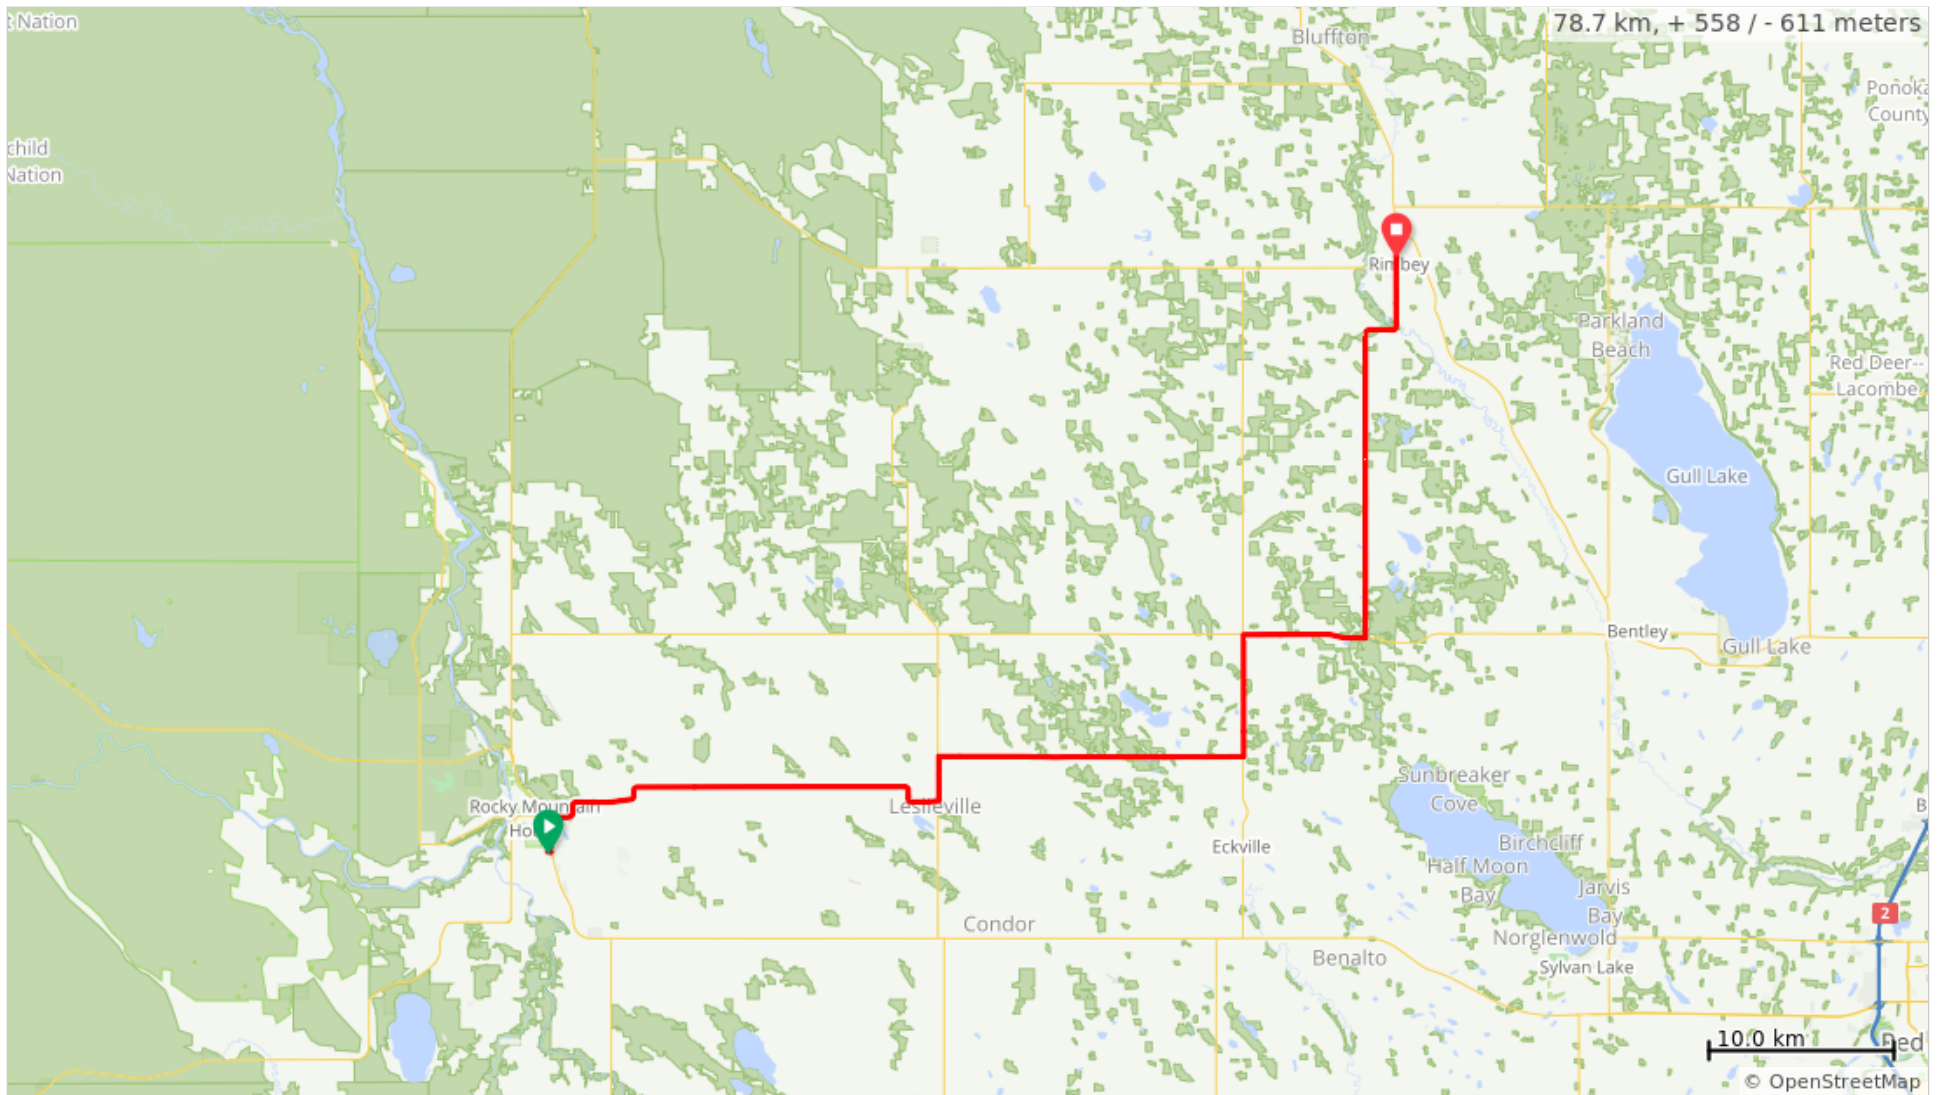 t Nation
78.7 km, + 558 / - 611 meters
Bluffton
Ponoka
County
child
Nation
Rimbey
Parkland
Beach
Red Deer--
Lacombe
Gull Lake
Bentley
Gull Lake
Sunbreaker
Cove
Rocky Mountain
Leslieville
B
Birchcliff
Eckville
Half Moon
Bay
Jarvis
Bay
2
Condor
Norglenwold
Benalto
Sylvan Lake
10.0 km
Red
© OpenStreetMap